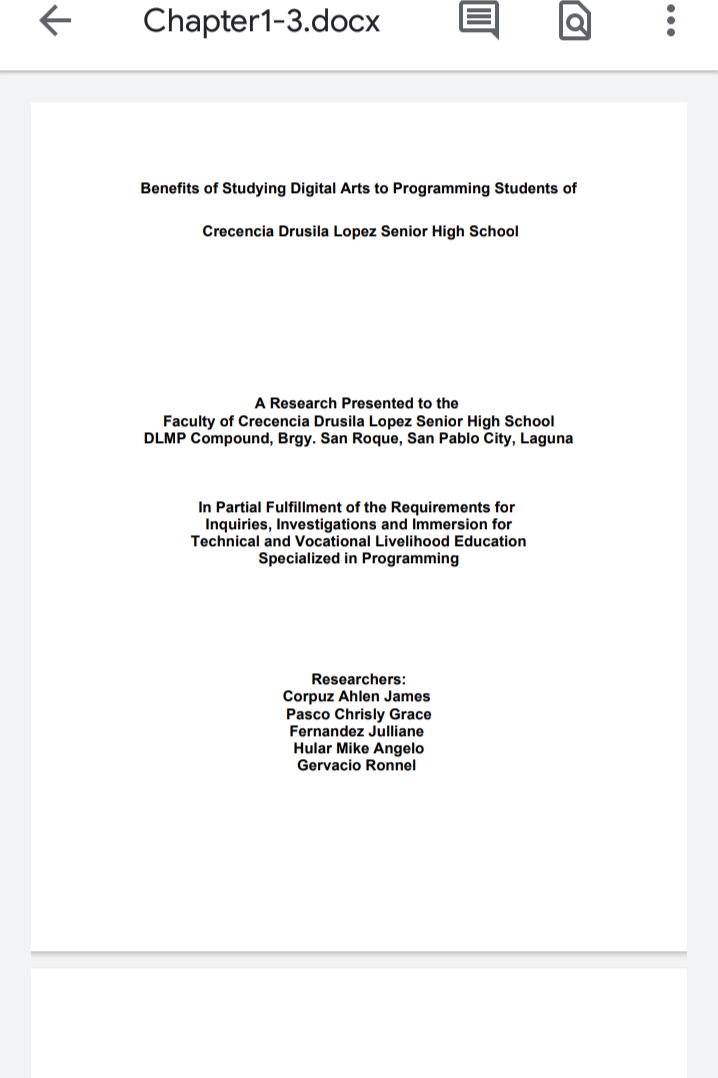 Chapter1-3.docx
Benefits of Studying Digital Arts to Programming Students of
Crecencia Drusila Lopez Senior High School
A Research Presented to the
Faculty of Crecencia Drusila Lopez Senior High School
DLMP Compound, Brgy. San Roque, San Pablo City, Laguna
In Partial Fulfillment of the Requirements for
Inquiries, Investigations and Immersion for
Technical and Vocational Livelihood Education
Specialized in Programming
Researchers:
Corpuz Ahlen James
Pasco Chrisly Grace
Fernandez Julliane
Hular Mike Angelo
Gervacio Ronnel